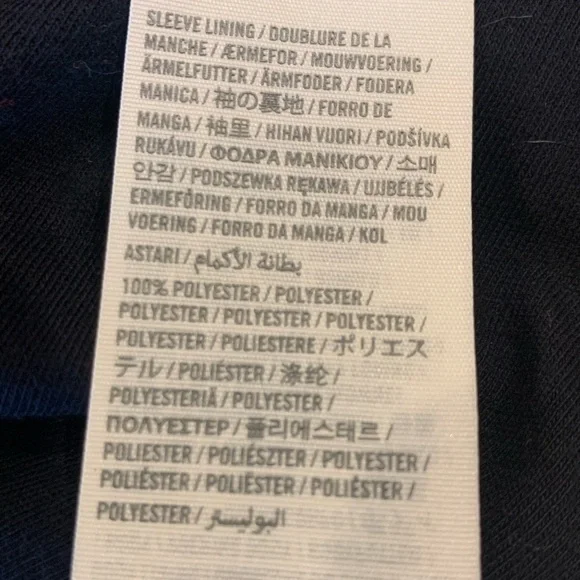 SLEEVE LINING / DOUBLURE DE LA
MANCHE / ÆRMEFOR / MOUWVOERING /
ÄRMELFUTTER / ÄRMFODER / FODERA
MANICA / 袖の裏地 / FORRO DE
MANGA / 袖里 / HIHAN VUORI / PODŠÍVKA
RUKÁVU / ΦΟΔΡΑ ΜΑΝΙΚΙΟΥ / 소매
안감 / PODSZEWKA RĘKAWA / UJJBÉLÉS /
ERMEFÔRING / FORRO DA MANGA / MOU
VOERING / FORRO DA MANGA / KOL
ASTARI / بطانة الأكمام
100% POLYESTER / POLYESTER /
POLYESTER / POLYESTER / POLYESTER /
POLYESTER / POLIESTERE / ポリエス
テル / POLIÉSTER / 涤纶 /
POLYESTERIÄ / POLYESTER /
ΠΟΛΥΕΣΤΕΡ / 폴리에스테르 /
POLIESTER / POLIÉSZTER / POLYESTER /
POLIÉSTER / POLIËSTER / POLIÉSTER /
POLYESTER / البوليستر